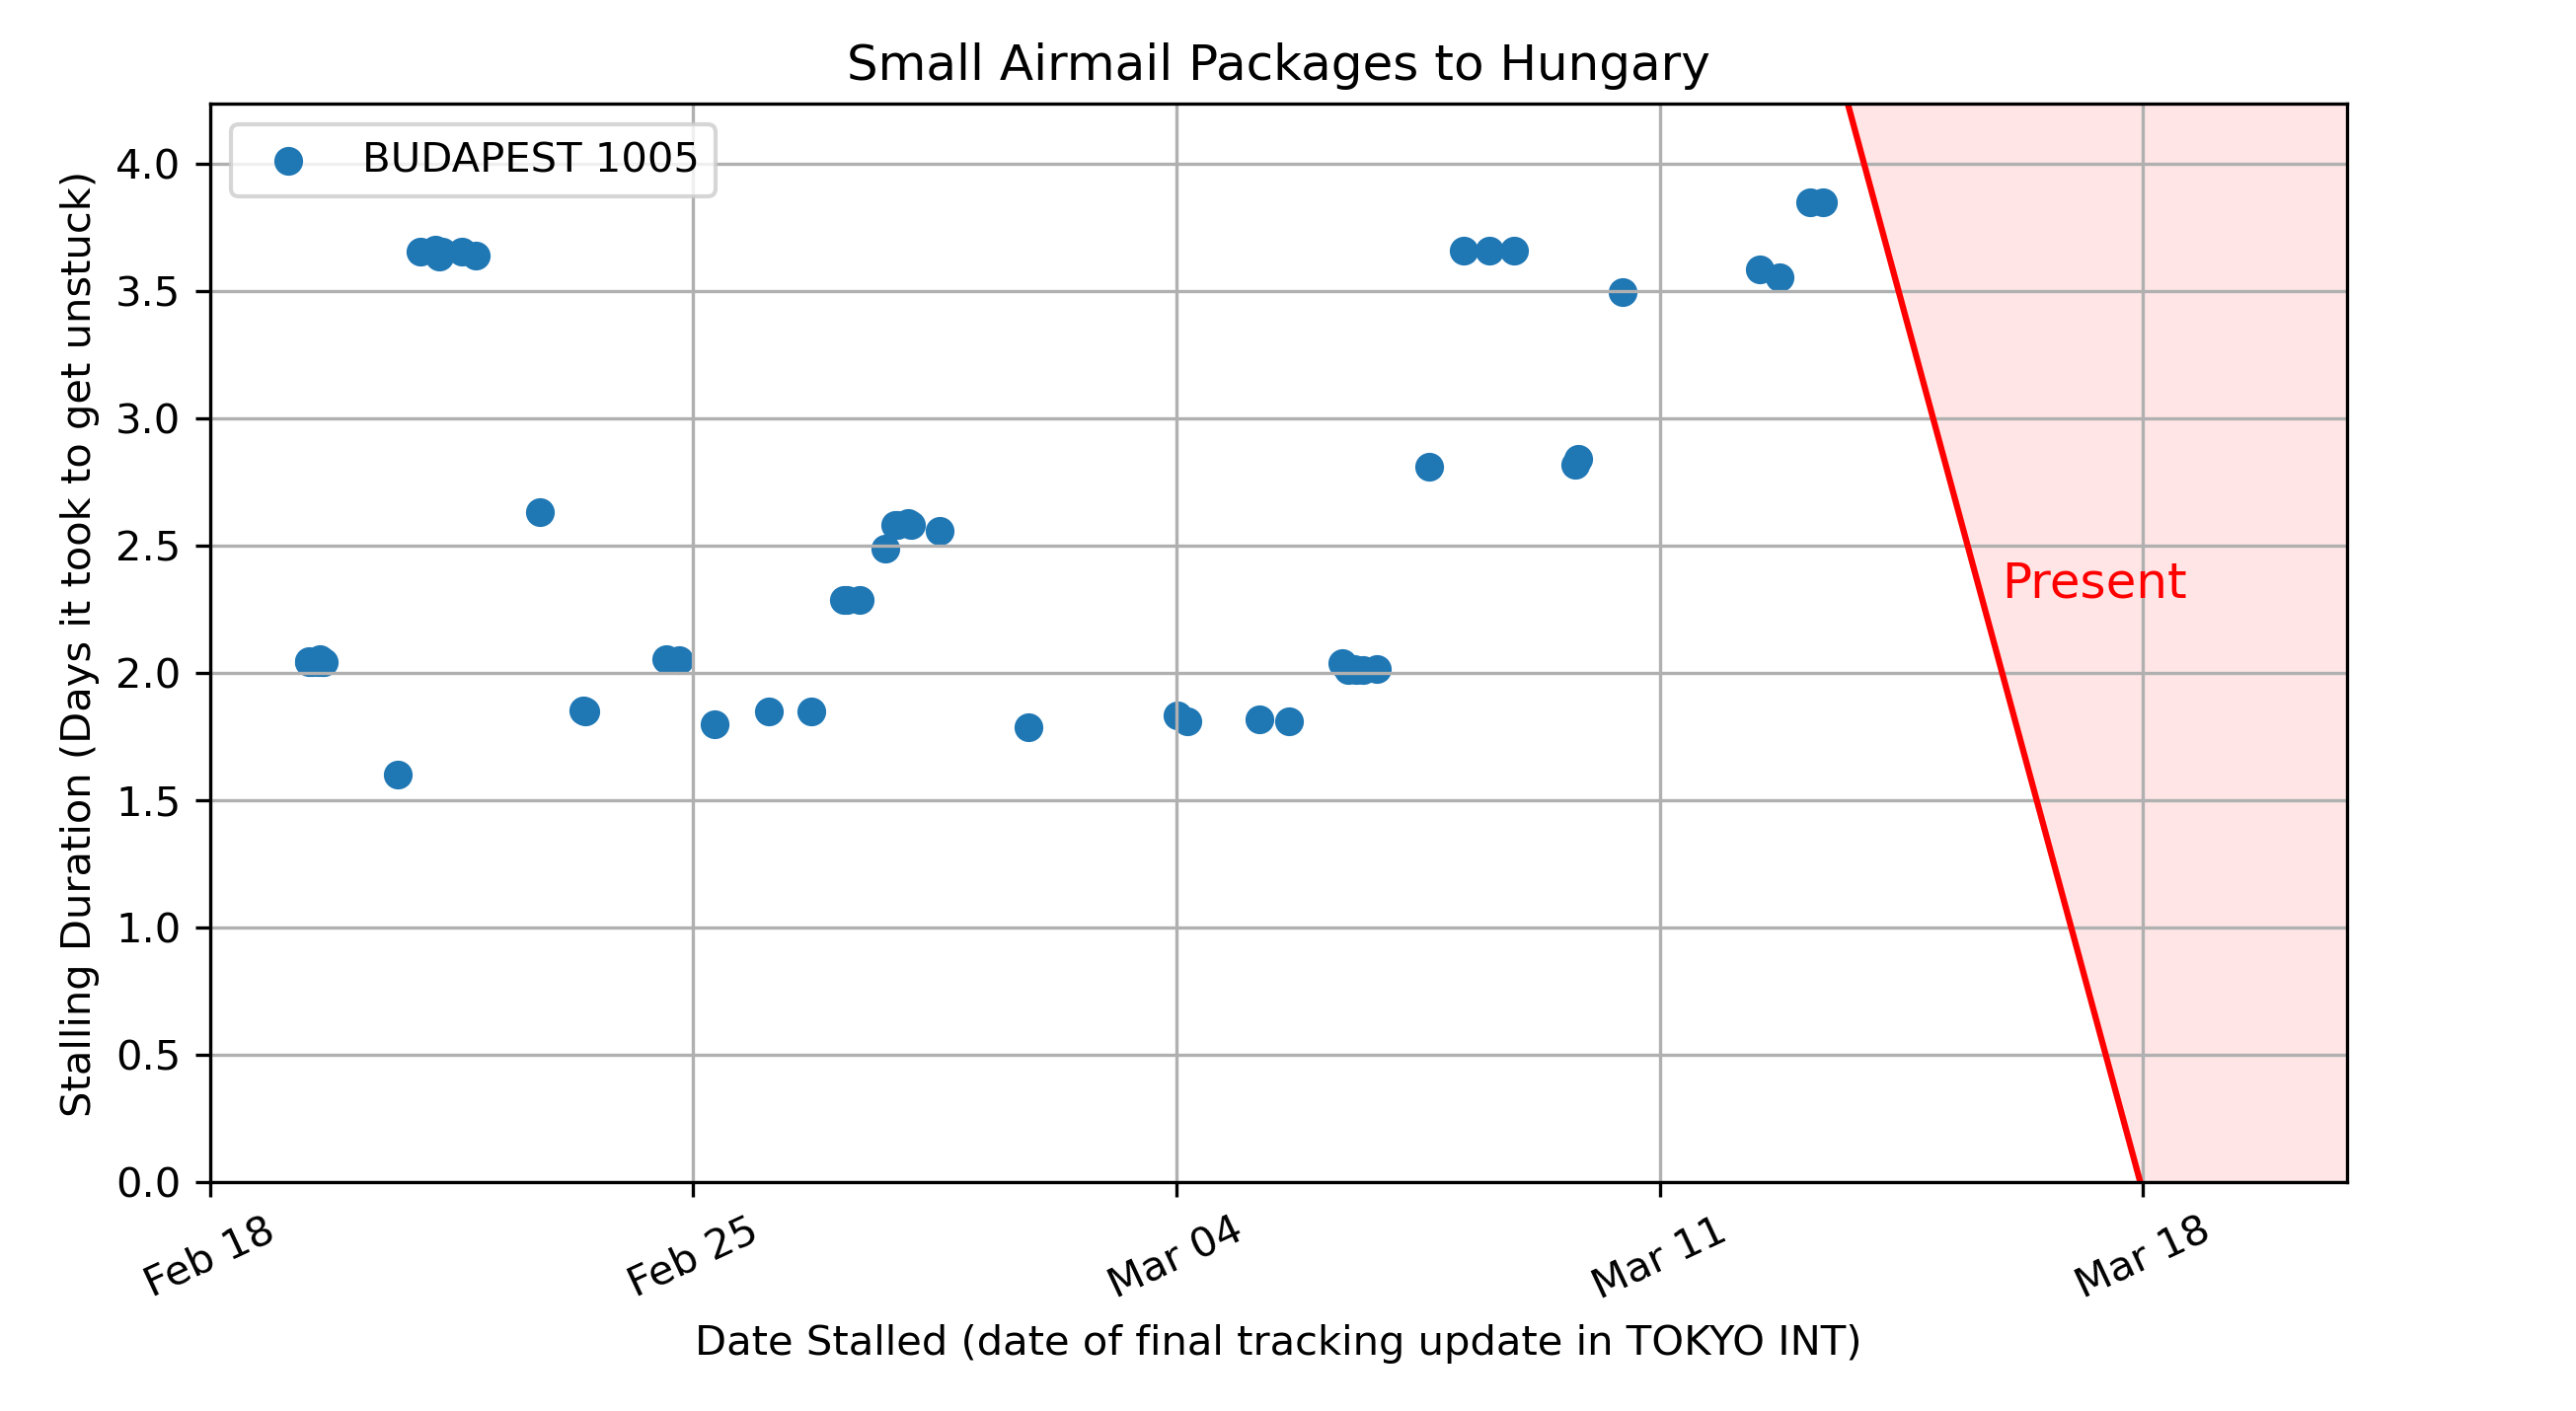 Small Airmail Packages to Hungary
BUDAPEST 1005
Stalling Duration (Days it took to get unstuck)
4.0
3.5
3.0
2.5
2.0
1.5
1.0
0.5
0.0
Present
Feb 18
Feb 25
Mar 04
Mar 11
Mar 18
Date Stalled (date of final tracking update in TOKYO INT)